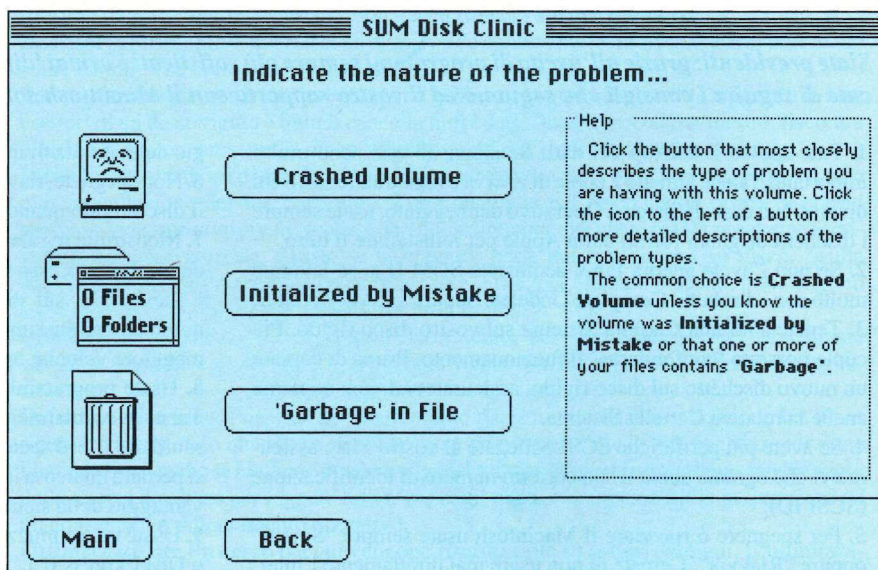 SUM Disk Clinic
Indicate the nature of the problem...
Crashed Volume
0 Files
0 Folders
Initialized by Mistake
'Garbage' in File
Help
Click the button that most closely
describes the type of problem you
are having with this volume. Click
the icon to the left of a button for
more detailed descriptions of the
problem types.
The common choice is Crashed
Volume unless you know the
volume was Initialized by
Mistake or that one or more of
your files contains "Garbage".
Main
Back